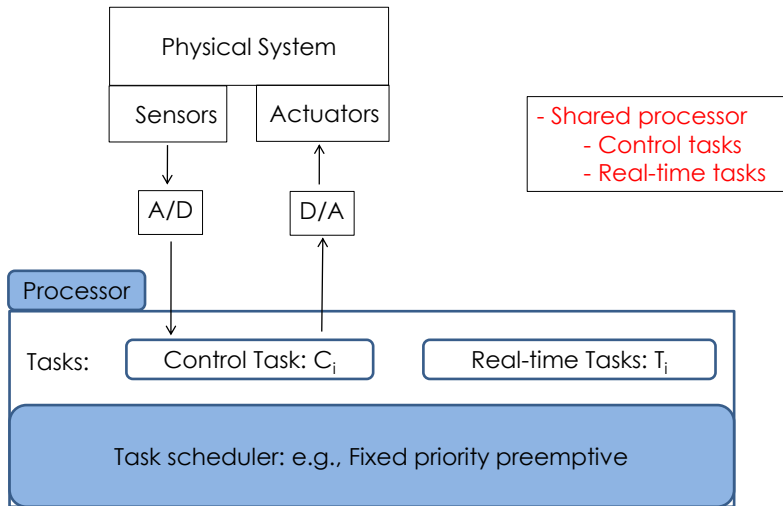 Physical System
Sensors
Actuators
- Shared processor
- Control tasks
- Real-time tasks
A/D
D/A
Processor
Tasks:
Control Task: Cᵢ
Real-time Tasks: Tᵢ
Task scheduler: e.g., Fixed priority preemptive